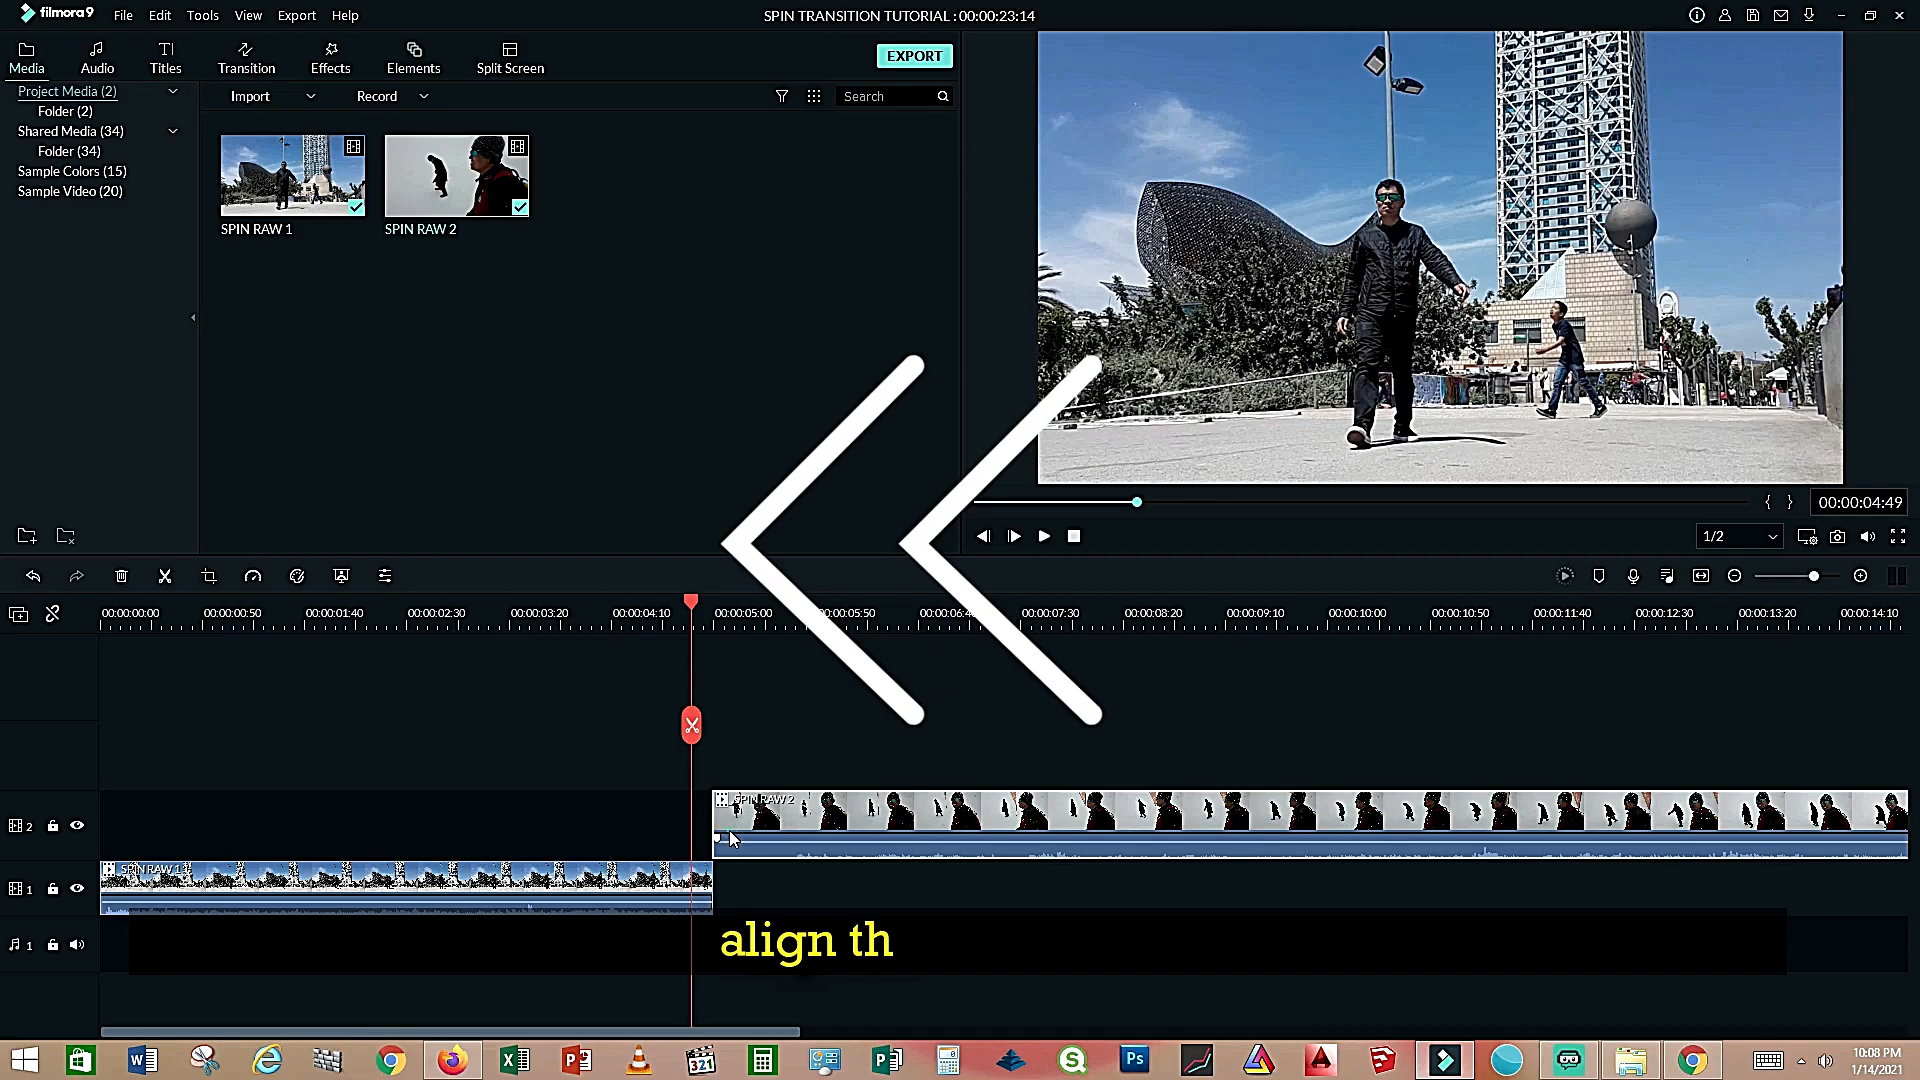 filmora9 File Edit Tools View Export Help SPIN TRANSITION TUTORIAL : 00:00:23:14
Media Audio Titles Transition Effects Elements Split Screen EXPORT
Project Media (2)
Folder (2)
Shared Media (34)
Folder (34)
Sample Colors (15)
Sample Video (20)
Import Record Search
SPIN RAW 1 SPIN RAW 2
{ } 00:00:04:49
1/2
00:00:00:00 00:00:00:50 00:00:01:40 00:00:02:30 00:00:03:20 00:00:04:10 00:00:05:00 00:00:05:50 00:00:06:4 00:00:07:30 00:00:08:20 00:00:09:10 00:00:10:00 00:00:10:50 00:00:11:40 00:00:12:30 00:00:13:20 00:00:14:10
2 SPIN RAW 2
1 SPIN RAW 1
1
align th
321 Ps
10:08 PM
1/14/2021